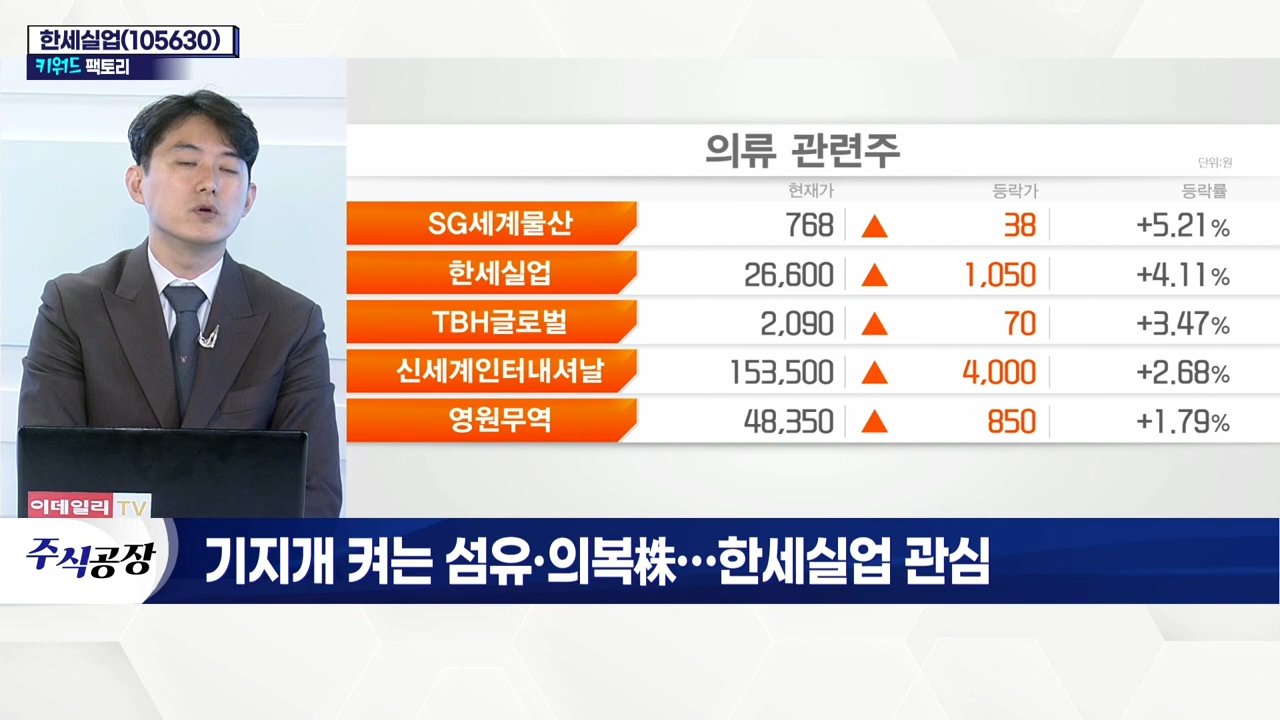 한세실업(105630)
키워드 팩토리
의류 관련주
단위:원
현재가 등락가 등락률
SG세계물산 768 ▲ 38 +5.21%
한세실업 26,600 ▲ 1,050 +4.11%
TBH글로벌 2,090 ▲ 70 +3.47%
신세계인터내셔날 153,500 ▲ 4,000 +2.68%
영원무역 48,350 ▲ 850 +1.79%
이데일리 TV
주식공장
기지개 켜는 섬유·의복株…한세실업 관심